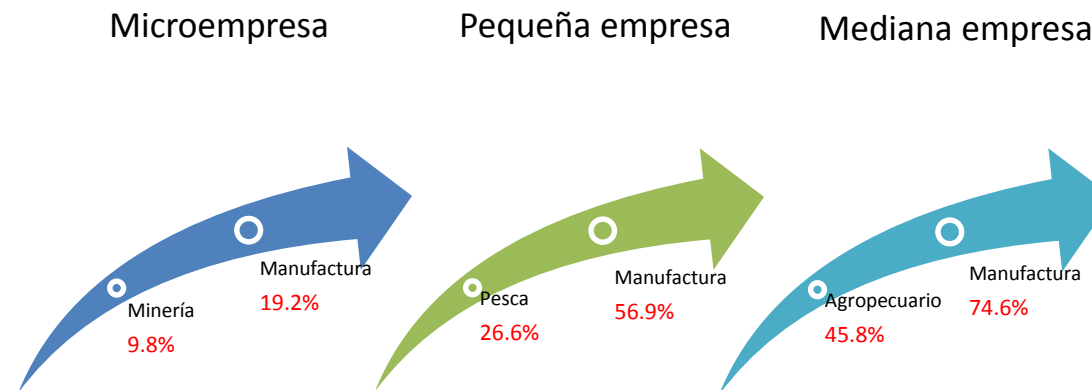 Microempresa
Pequeña empresa
Mediana empresa
Minería
9.8%
Manufactura
19.2%
Pesca
26.6%
Manufactura
56.9%
Agropecuario
45.8%
Manufactura
74.6%